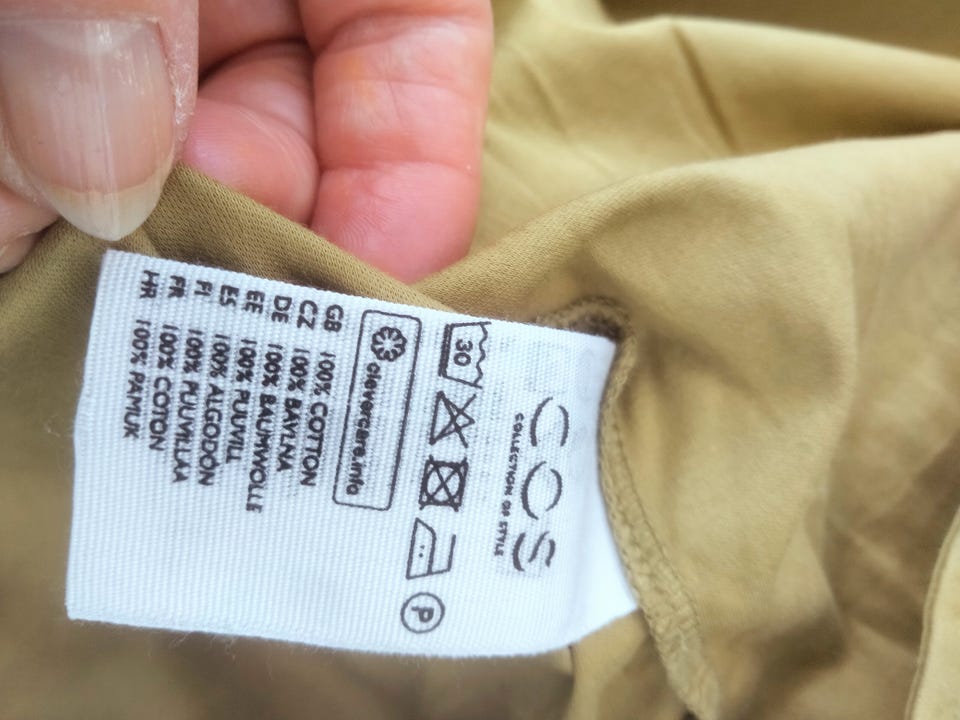 CCS
COLLECTION OF STYLE
30
P
clevercare.info
GB 100% COTTON
CZ 100% BAVLNA
DE 100% BAUMWOLLE
EE 100% PUUVILL
ES 100% ALGODÓN
FI 100% PUUVILLAA
FR 100% COTON
HR 100% PAMUK